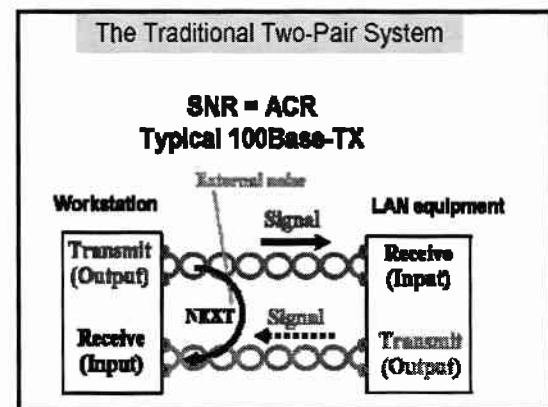 The Traditional Two-Pair System
SNR = ACR
Typical 100Base-TX
External noise
Workstation
Signal
LAN equipment
Transmit
(Output)
Receive
(Input)
NEXT
Signal
Receive
(Input)
Transmit
(Output)